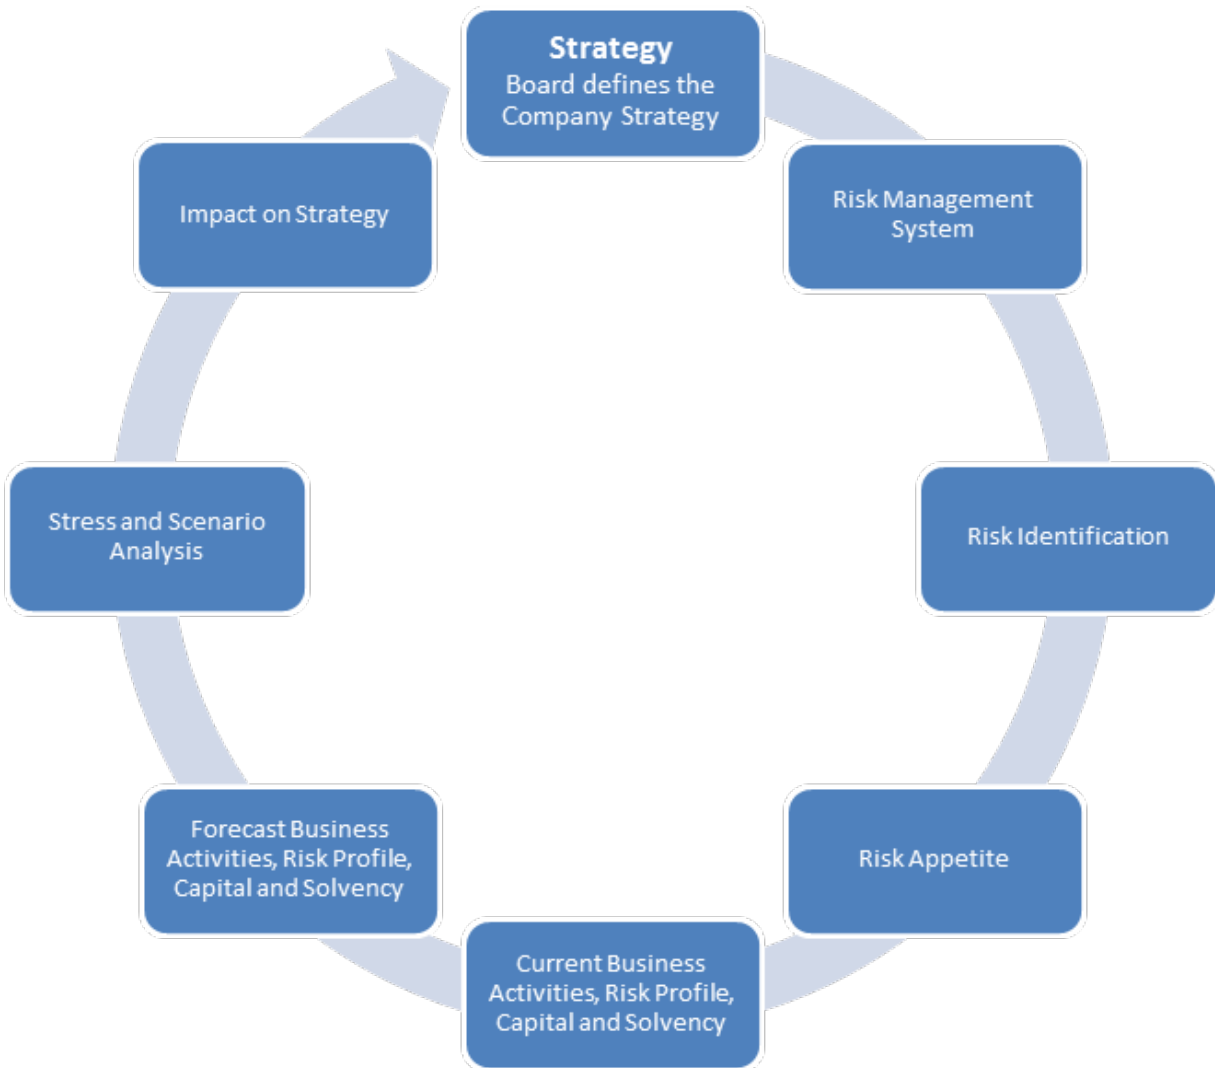 Strategy
Board defines the
Company Strategy
Risk Management
System
Risk Identification
Risk Appetite
Current Business
Activities, Risk Profile,
Capital and Solvency
Forecast Business
Activities, Risk Profile,
Capital and Solvency
Stress and Scenario
Analysis
Impact on Strategy